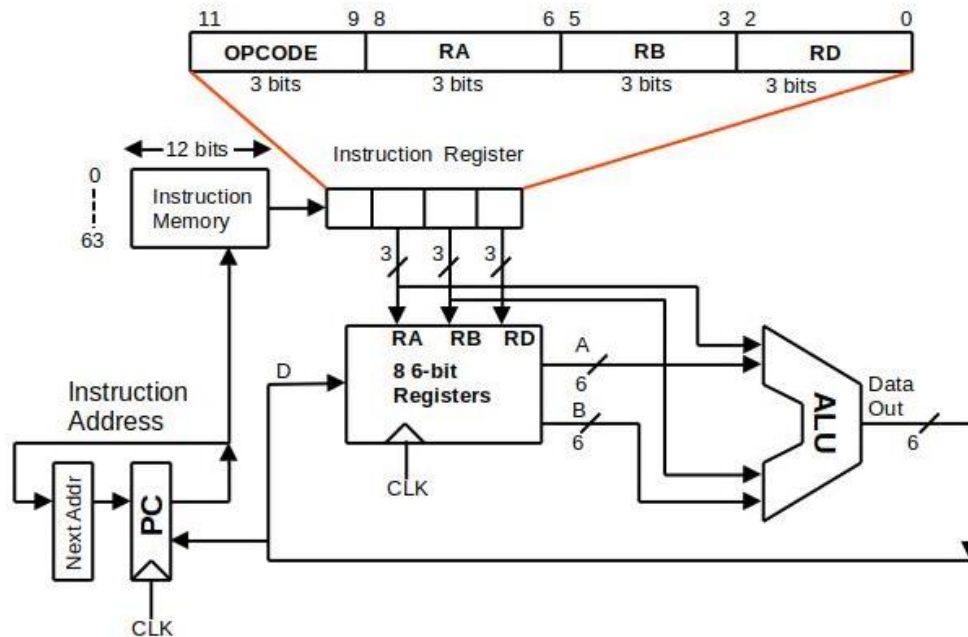 11 9 8 6 5 3 2 0
OPCODE RA RB RD
3 bits 3 bits 3 bits 3 bits
12 bits
Instruction Register
0
Instruction
Memory
63
3 3 3
RA RB RD
8 6-bit
Registers
CLK
D
A
6
B
6
ALU
Data
Out
6
Instruction
Address
Next Addr
PC
CLK